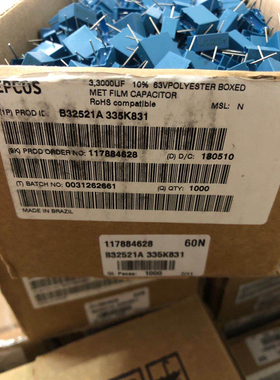 EPCOS
3,3000UF 10% 63VPOLYESTER BOXED
MET FILM CAPACITOR
RoHS compatible
MSL: N
(1P) PROD ID: B32521A 335K831
(9K) PROD ORDER NO: 117884628 (D) D/C: 180510
(T) BATCH NO: 0031262661 (Q) QTY: 1000
MADE IN BRAZIL
117884628 60N
B32521A 335K831
1000